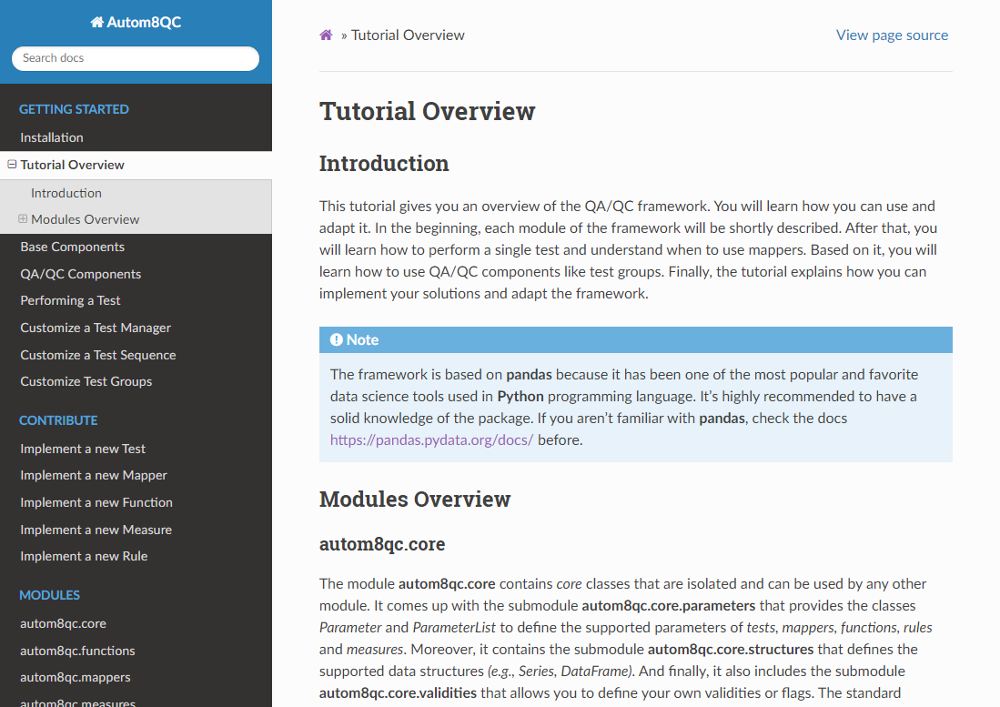 Autom8QC
Search docs
GETTING STARTED
Installation
Tutorial Overview
Introduction
Modules Overview
Base Components
QA/QC Components
Performing a Test
Customize a Test Manager
Customize a Test Sequence
Customize Test Groups
CONTRIBUTE
Implement a new Test
Implement a new Mapper
Implement a new Function
Implement a new Measure
Implement a new Rule
MODULES
autom8qc.core
autom8qc.functions
autom8qc.mappers
autom8qc.measures
» Tutorial Overview
View page source
Tutorial Overview
Introduction
This tutorial gives you an overview of the QA/QC framework. You will learn how you can use and
adapt it. In the beginning, each module of the framework will be shortly described. After that, you
will learn how to perform a single test and understand when to use mappers. Based on it, you will
learn how to use QA/QC components like test groups. Finally, the tutorial explains how you can
implement your solutions and adapt the framework.
Note
The framework is based on pandas because it has been one of the most popular and favorite
data science tools used in Python programming language. It’s highly recommended to have a
solid knowledge of the package. If you aren’t familiar with pandas, check the docs
https://pandas.pydata.org/docs/ before.
Modules Overview
autom8qc.core
The module autom8qc.core contains core classes that are isolated and can be used by any other
module. It comes up with the submodule autom8qc.core.parameters that provides the classes
Parameter and ParameterList to define the supported parameters of tests, mappers, functions, rules
and measures. Moreover, it contains the submodule autom8qc.core.structures that defines the
supported data structures (e.g., Series, DataFrame). And finally, it also includes the submodule
autom8qc.core.validities that allows you to define your own validities or flags. The standard